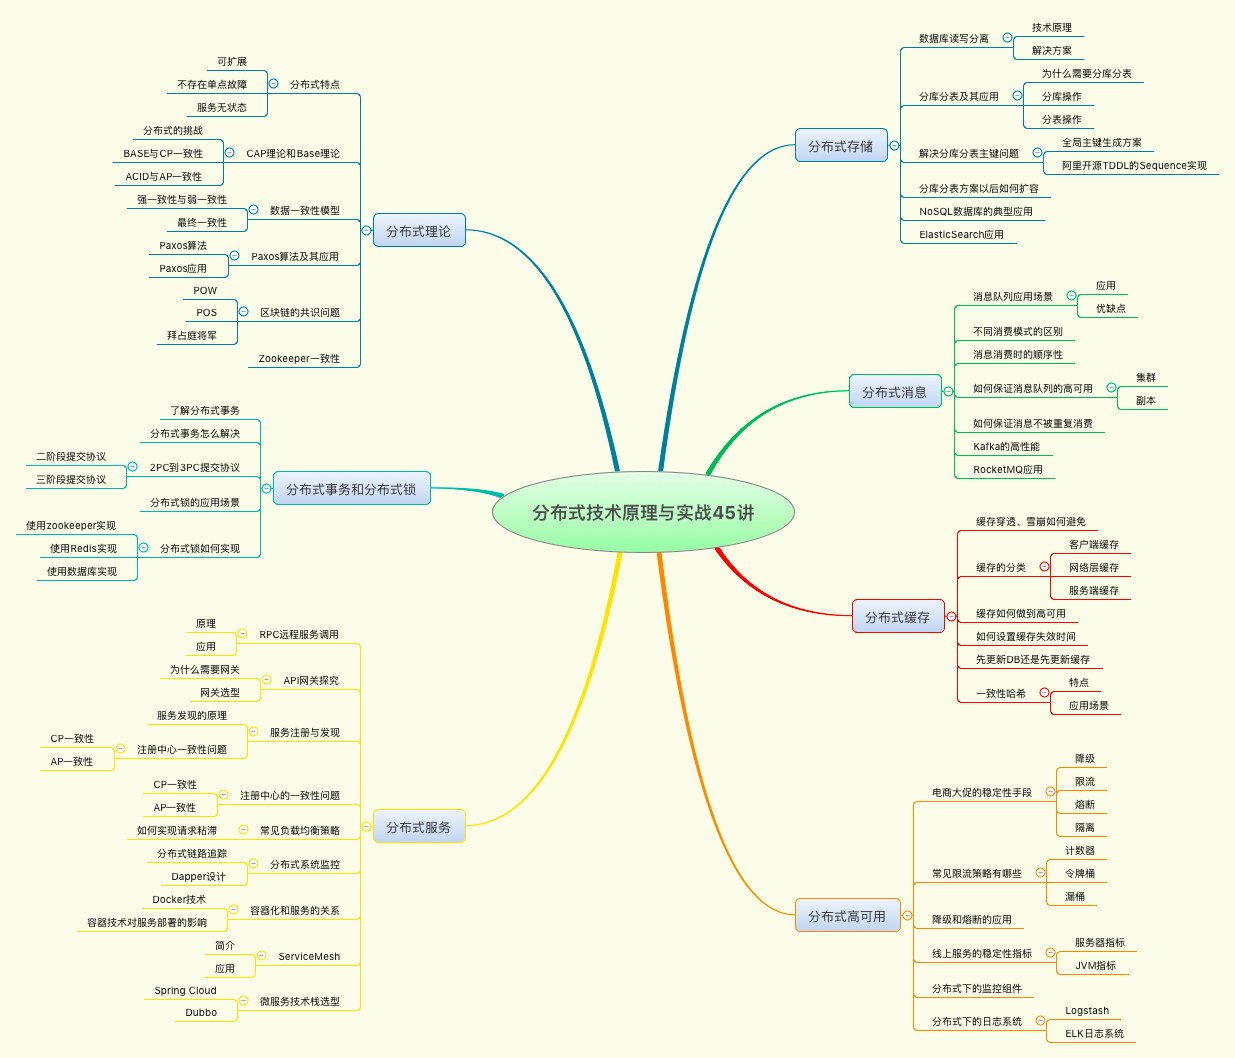 分布式技术原理与实战45讲
分布式理论
分布式特点
可扩展
不存在单点故障
服务无状态
CAP理论和Base理论
分布式的挑战
BASE与CP一致性
ACID与AP一致性
数据一致性模型
强一致性与弱一致性
最终一致性
Paxos算法及其应用
Paxos算法
Paxos应用
区块链的共识问题
POW
POS
拜占庭将军
Zookeeper一致性
分布式事务和分布式锁
了解分布式事务
分布式事务怎么解决
2PC到3PC提交协议
二阶段提交协议
三阶段提交协议
分布式锁的应用场景
分布式锁如何实现
使用zookeeper实现
使用Redis实现
使用数据库实现
分布式服务
RPC远程服务调用
原理
应用
API网关探究
为什么需要网关
网关选型
服务注册与发现
服务发现的原理
注册中心一致性问题
CP一致性
AP一致性
注册中心的一致性问题
CP一致性
AP一致性
常见负载均衡策略
如何实现请求粘滞
分布式系统监控
分布式链路追踪
Dapper设计
容器化和服务的关系
Docker技术
容器技术对服务部署的影响
ServiceMesh
简介
应用
微服务技术栈选型
Spring Cloud
Dubbo
分布式存储
数据库读写分离
技术原理
解决方案
分库分表及其应用
为什么需要分库分表
分库操作
分表操作
解决分库分表主键问题
全局主键生成方案
阿里开源TDDL的Sequence实现
分库分表方案以后如何扩容
NoSQL数据库的典型应用
ElasticSearch应用
分布式消息
消息队列应用场景
应用
优缺点
不同消费模式的区别
消息消费时的顺序性
如何保证消息队列的高可用
集群
副本
如何保证消息不被重复消费
Kafka的高性能
RocketMQ应用
分布式缓存
缓存穿透、雪崩如何避免
缓存的分类
客户端缓存
网络层缓存
服务端缓存
缓存如何做到高可用
如何设置缓存失效时间
先更新DB还是先更新缓存
一致性哈希
特点
应用场景
分布式高可用
电商大促的稳定性手段
降级
限流
熔断
隔离
常见限流策略有哪些
计数器
令牌桶
漏桶
降级和熔断的应用
线上服务的稳定性指标
服务器指标
JVM指标
分布式下的监控组件
分布式下的日志系统
Logstash
ELK日志系统